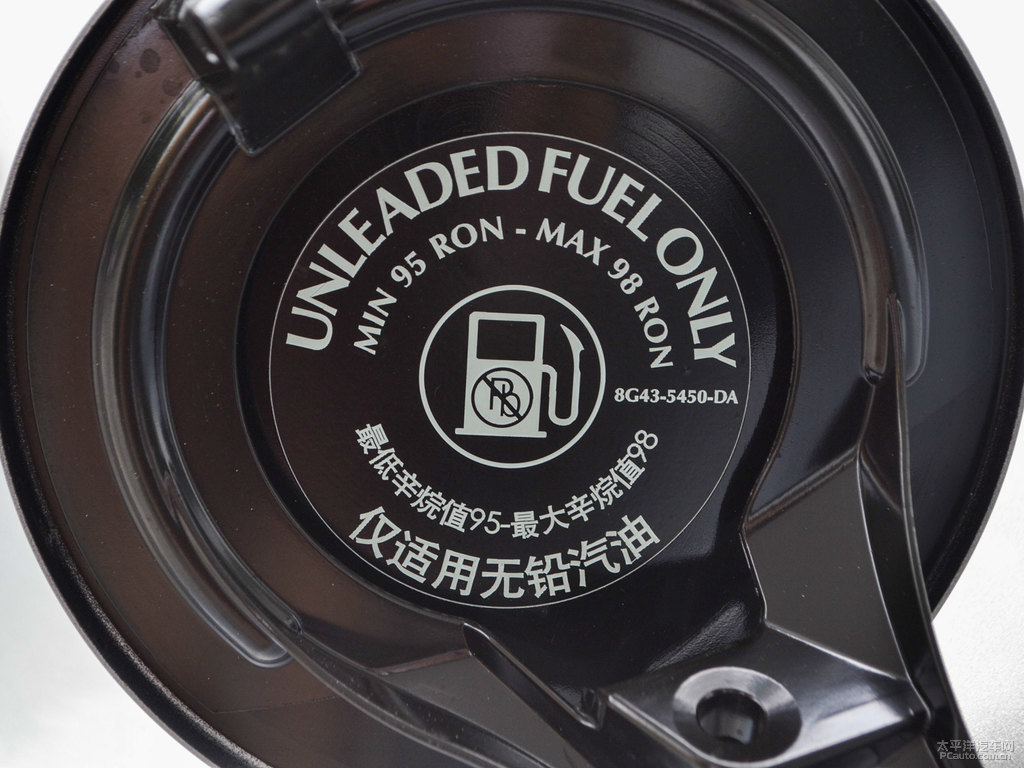 UNLEADED FUEL ONLY
MIN 95 RON - MAX 98 RON
PB
8G43-5450-DA
最低辛烷值95-最大辛烷值98
仅适用无铅汽油
太平洋汽车网
PCauto.com.cn